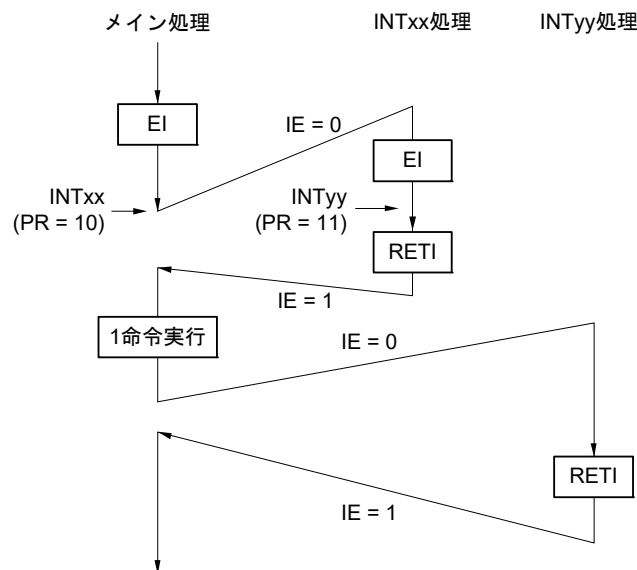 メイン処理
INTxx処理
INTyy処理
EI
IE = 0
EI
INTxx
(PR = 10)
INTyy
(PR = 11)
RETI
IE = 1
1命令実行
IE = 0
RETI
IE = 1